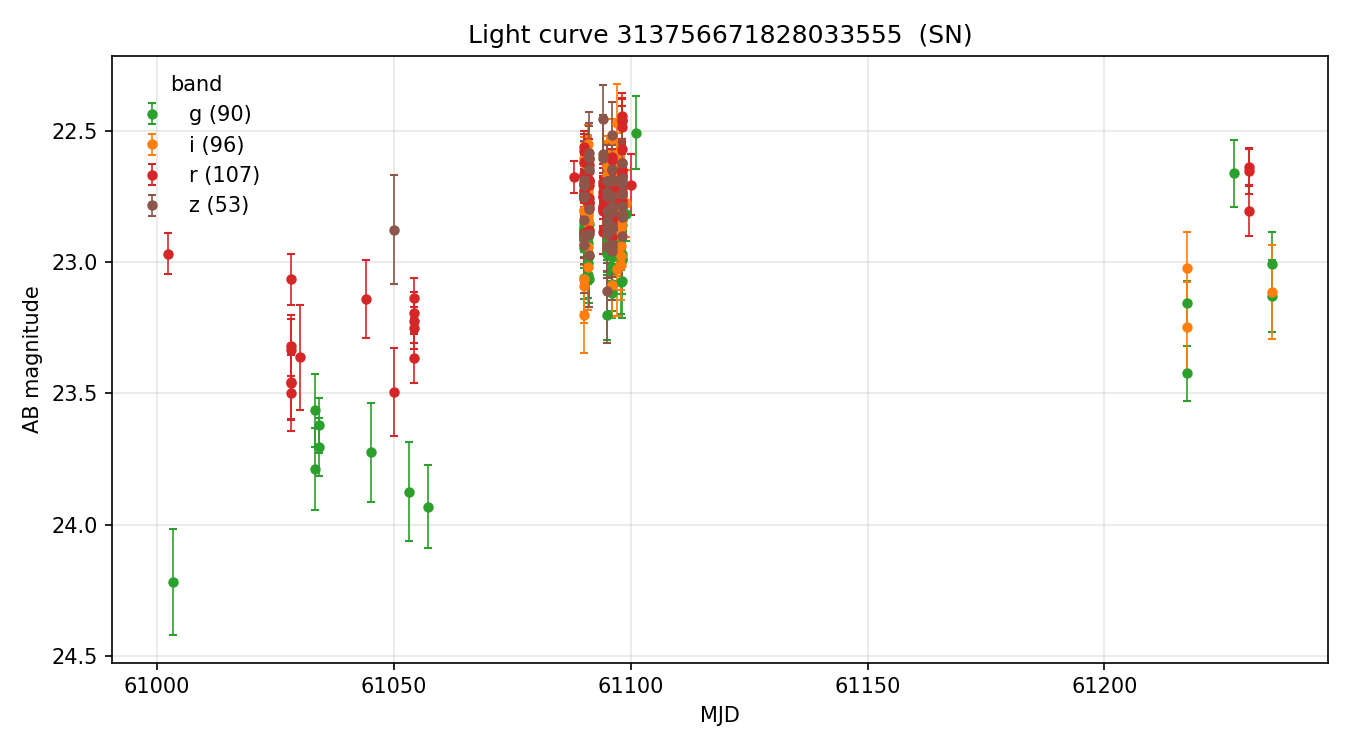 Light curve 313756671828033555  (SN)
band
g (90)
i (96)
r (107)
z (53)
22.5
23.0
23.5
24.0
24.5
AB magnitude
61000
61050
61100
61150
61200
MJD